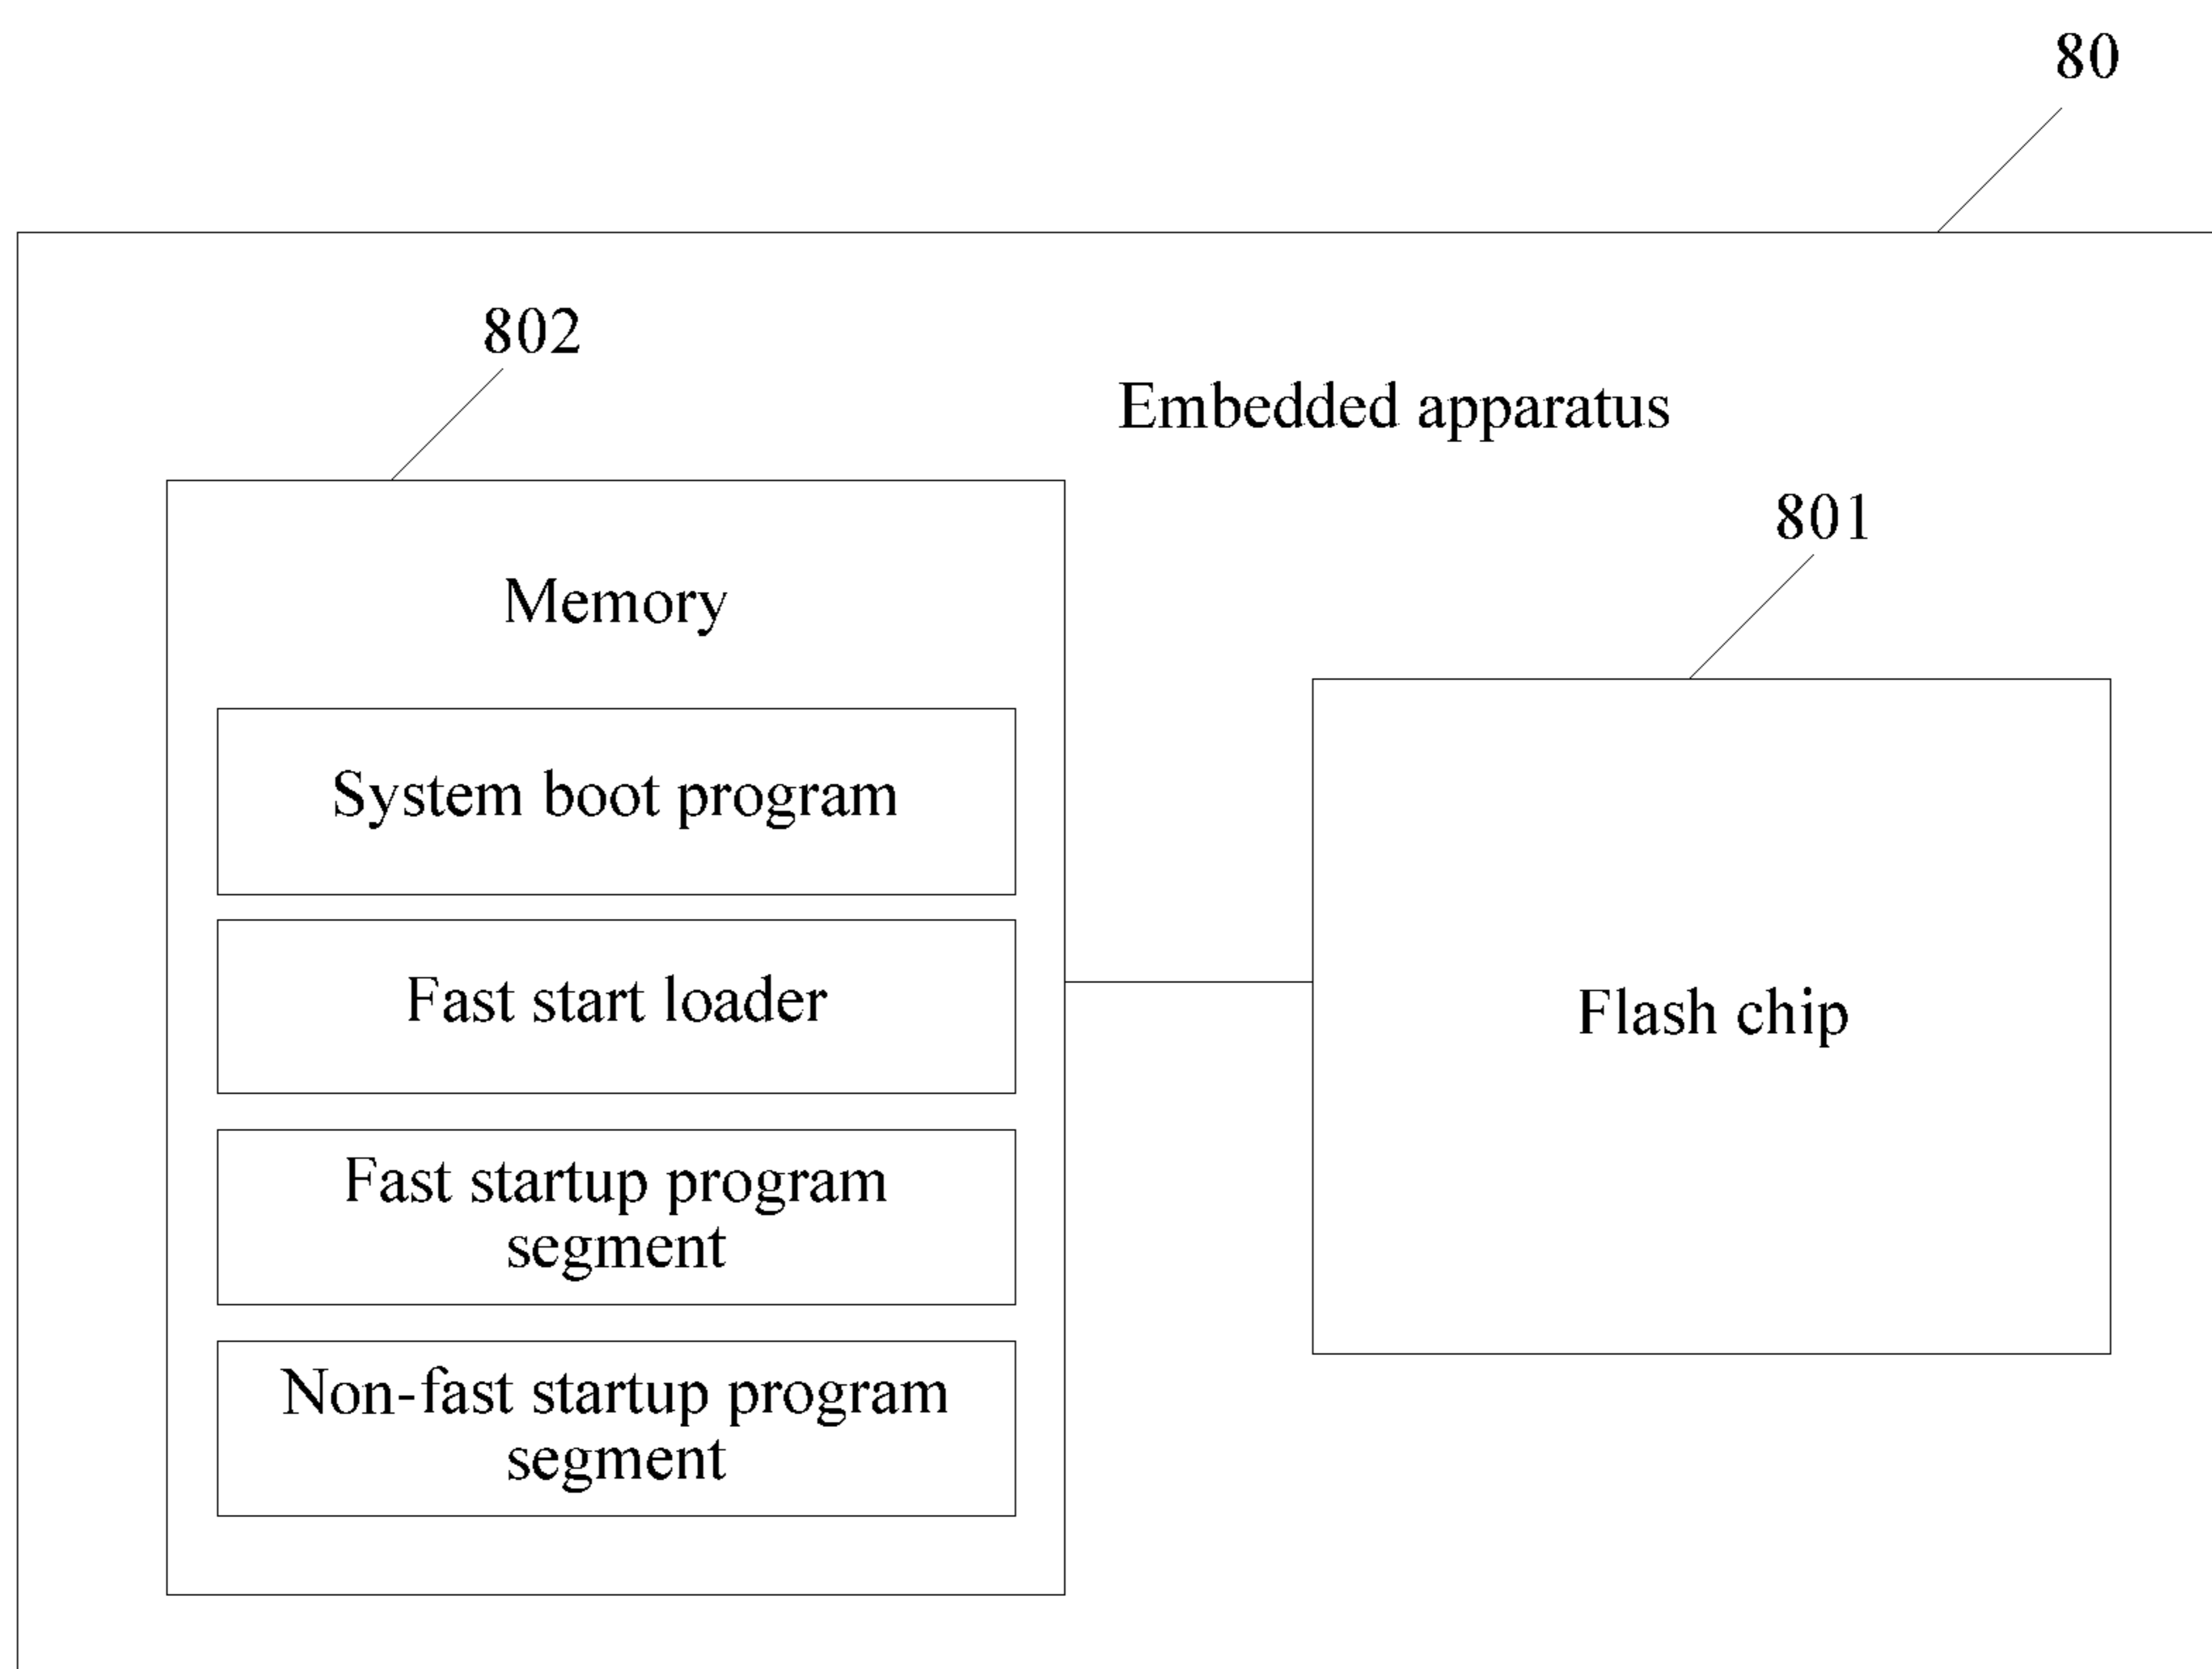 80
802
Embedded apparatus
801
Memory
System boot program
Fast start loader
Flash chip
Fast startup program
segment
Non-fast startup program
segment